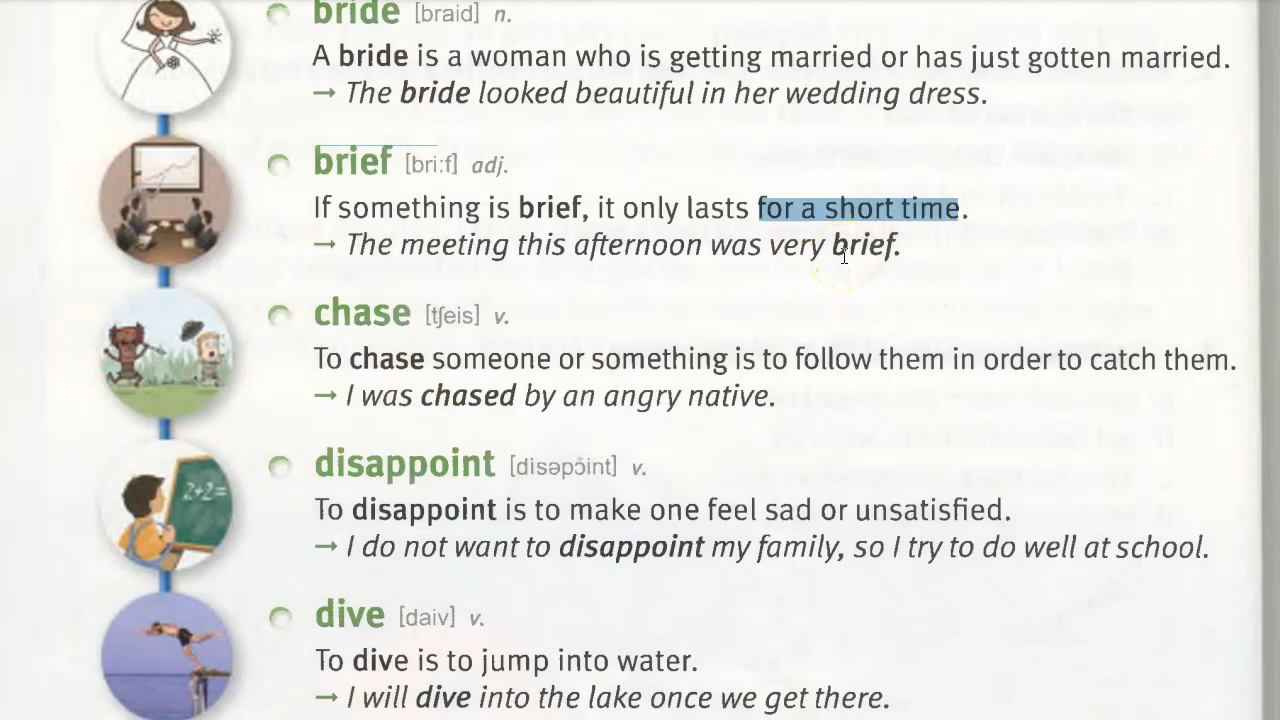 bride [braid] n.
A bride is a woman who is getting married or has just gotten married.
→ The bride looked beautiful in her wedding dress.
brief [bri:f] adj.
If something is brief, it only lasts for a short time.
→ The meeting this afternoon was very brief.
chase [tʃeis] v.
To chase someone or something is to follow them in order to catch them.
→ I was chased by an angry native.
disappoint [disəpɔ̀int] v.
To disappoint is to make one feel sad or unsatisfied.
→ I do not want to disappoint my family, so I try to do well at school.
2+2=
dive [daiv] v.
To dive is to jump into water.
→ I will dive into the lake once we get there.